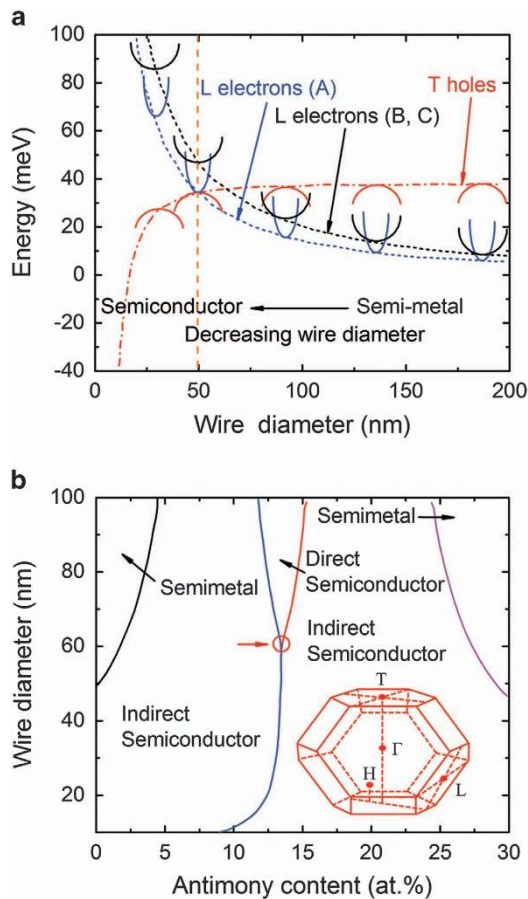 a
100
80
60
40
20
0
-20
-40
Energy (meV)
L electrons (A)
T holes
L electrons (B, C)
Semiconductor
Semi-metal
Decreasing wire diameter
0
50
100
150
200
Wire diameter (nm)
b
100
80
60
40
20
Wire diameter (nm)
Semimetal
Semimetal
Direct
Semiconductor
Indirect
Semiconductor
Indirect
Semiconductor
T
Γ
H
L
0
5
10
15
20
25
30
Antimony content (at.%)